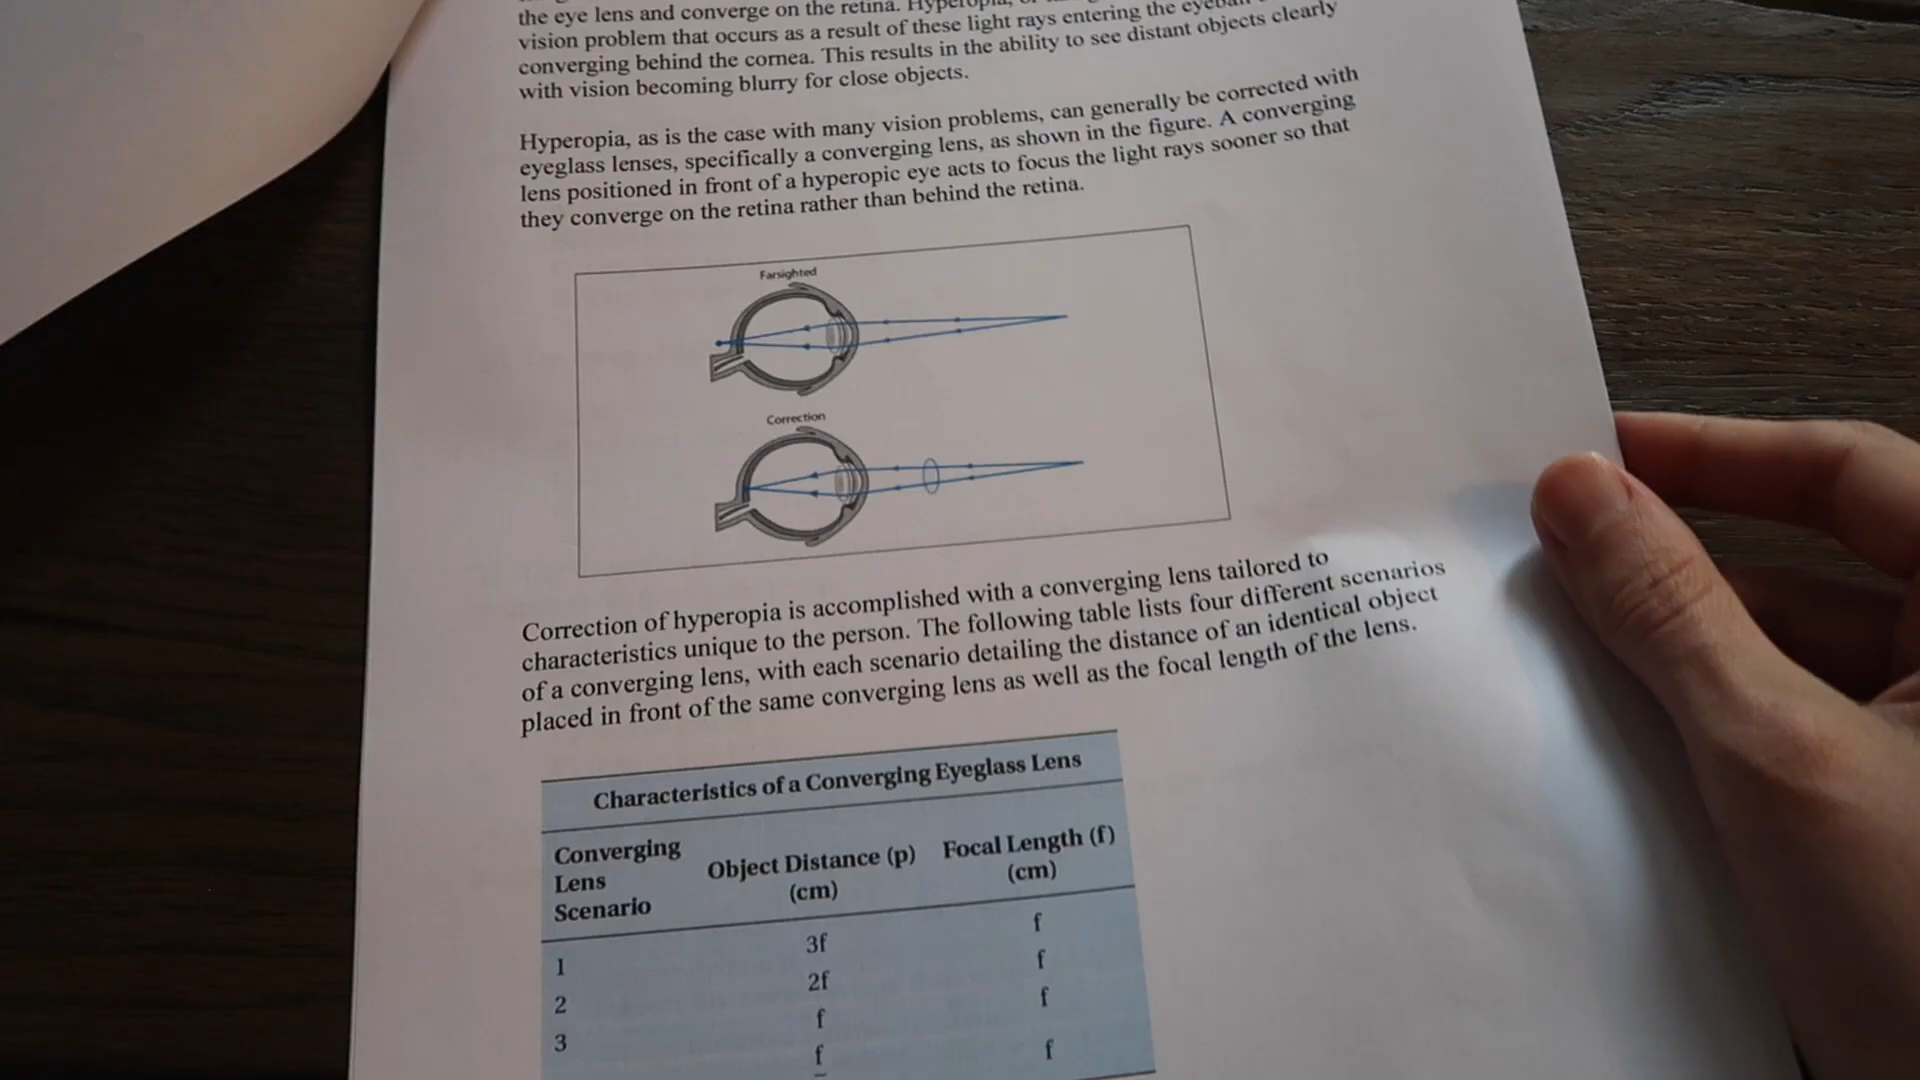 the eye lens and converge on the retina. Hyperopia,
vision problem that occurs as a result of these light rays entering the eyeball
converging behind the cornea. This results in the ability to see distant objects clearly
with vision becoming blurry for close objects.
Hyperopia, as is the case with many vision problems, can generally be corrected with
eyeglass lenses, specifically a converging lens, as shown in the figure. A converging
lens positioned in front of a hyperopic eye acts to focus the light rays sooner so that
they converge on the retina rather than behind the retina.
Farsighted
Correction
Correction of hyperopia is accomplished with a converging lens tailored to
characteristics unique to the person. The following table lists four different scenarios
of a converging lens, with each scenario detailing the distance of an identical object
placed in front of the same converging lens as well as the focal length of the lens.
Characteristics of a Converging Eyeglass Lens
Converging
Lens
Scenario
Object Distance (p)
(cm)
Focal Length (f)
(cm)
1 3f f
2 2f f
3 f f
f f